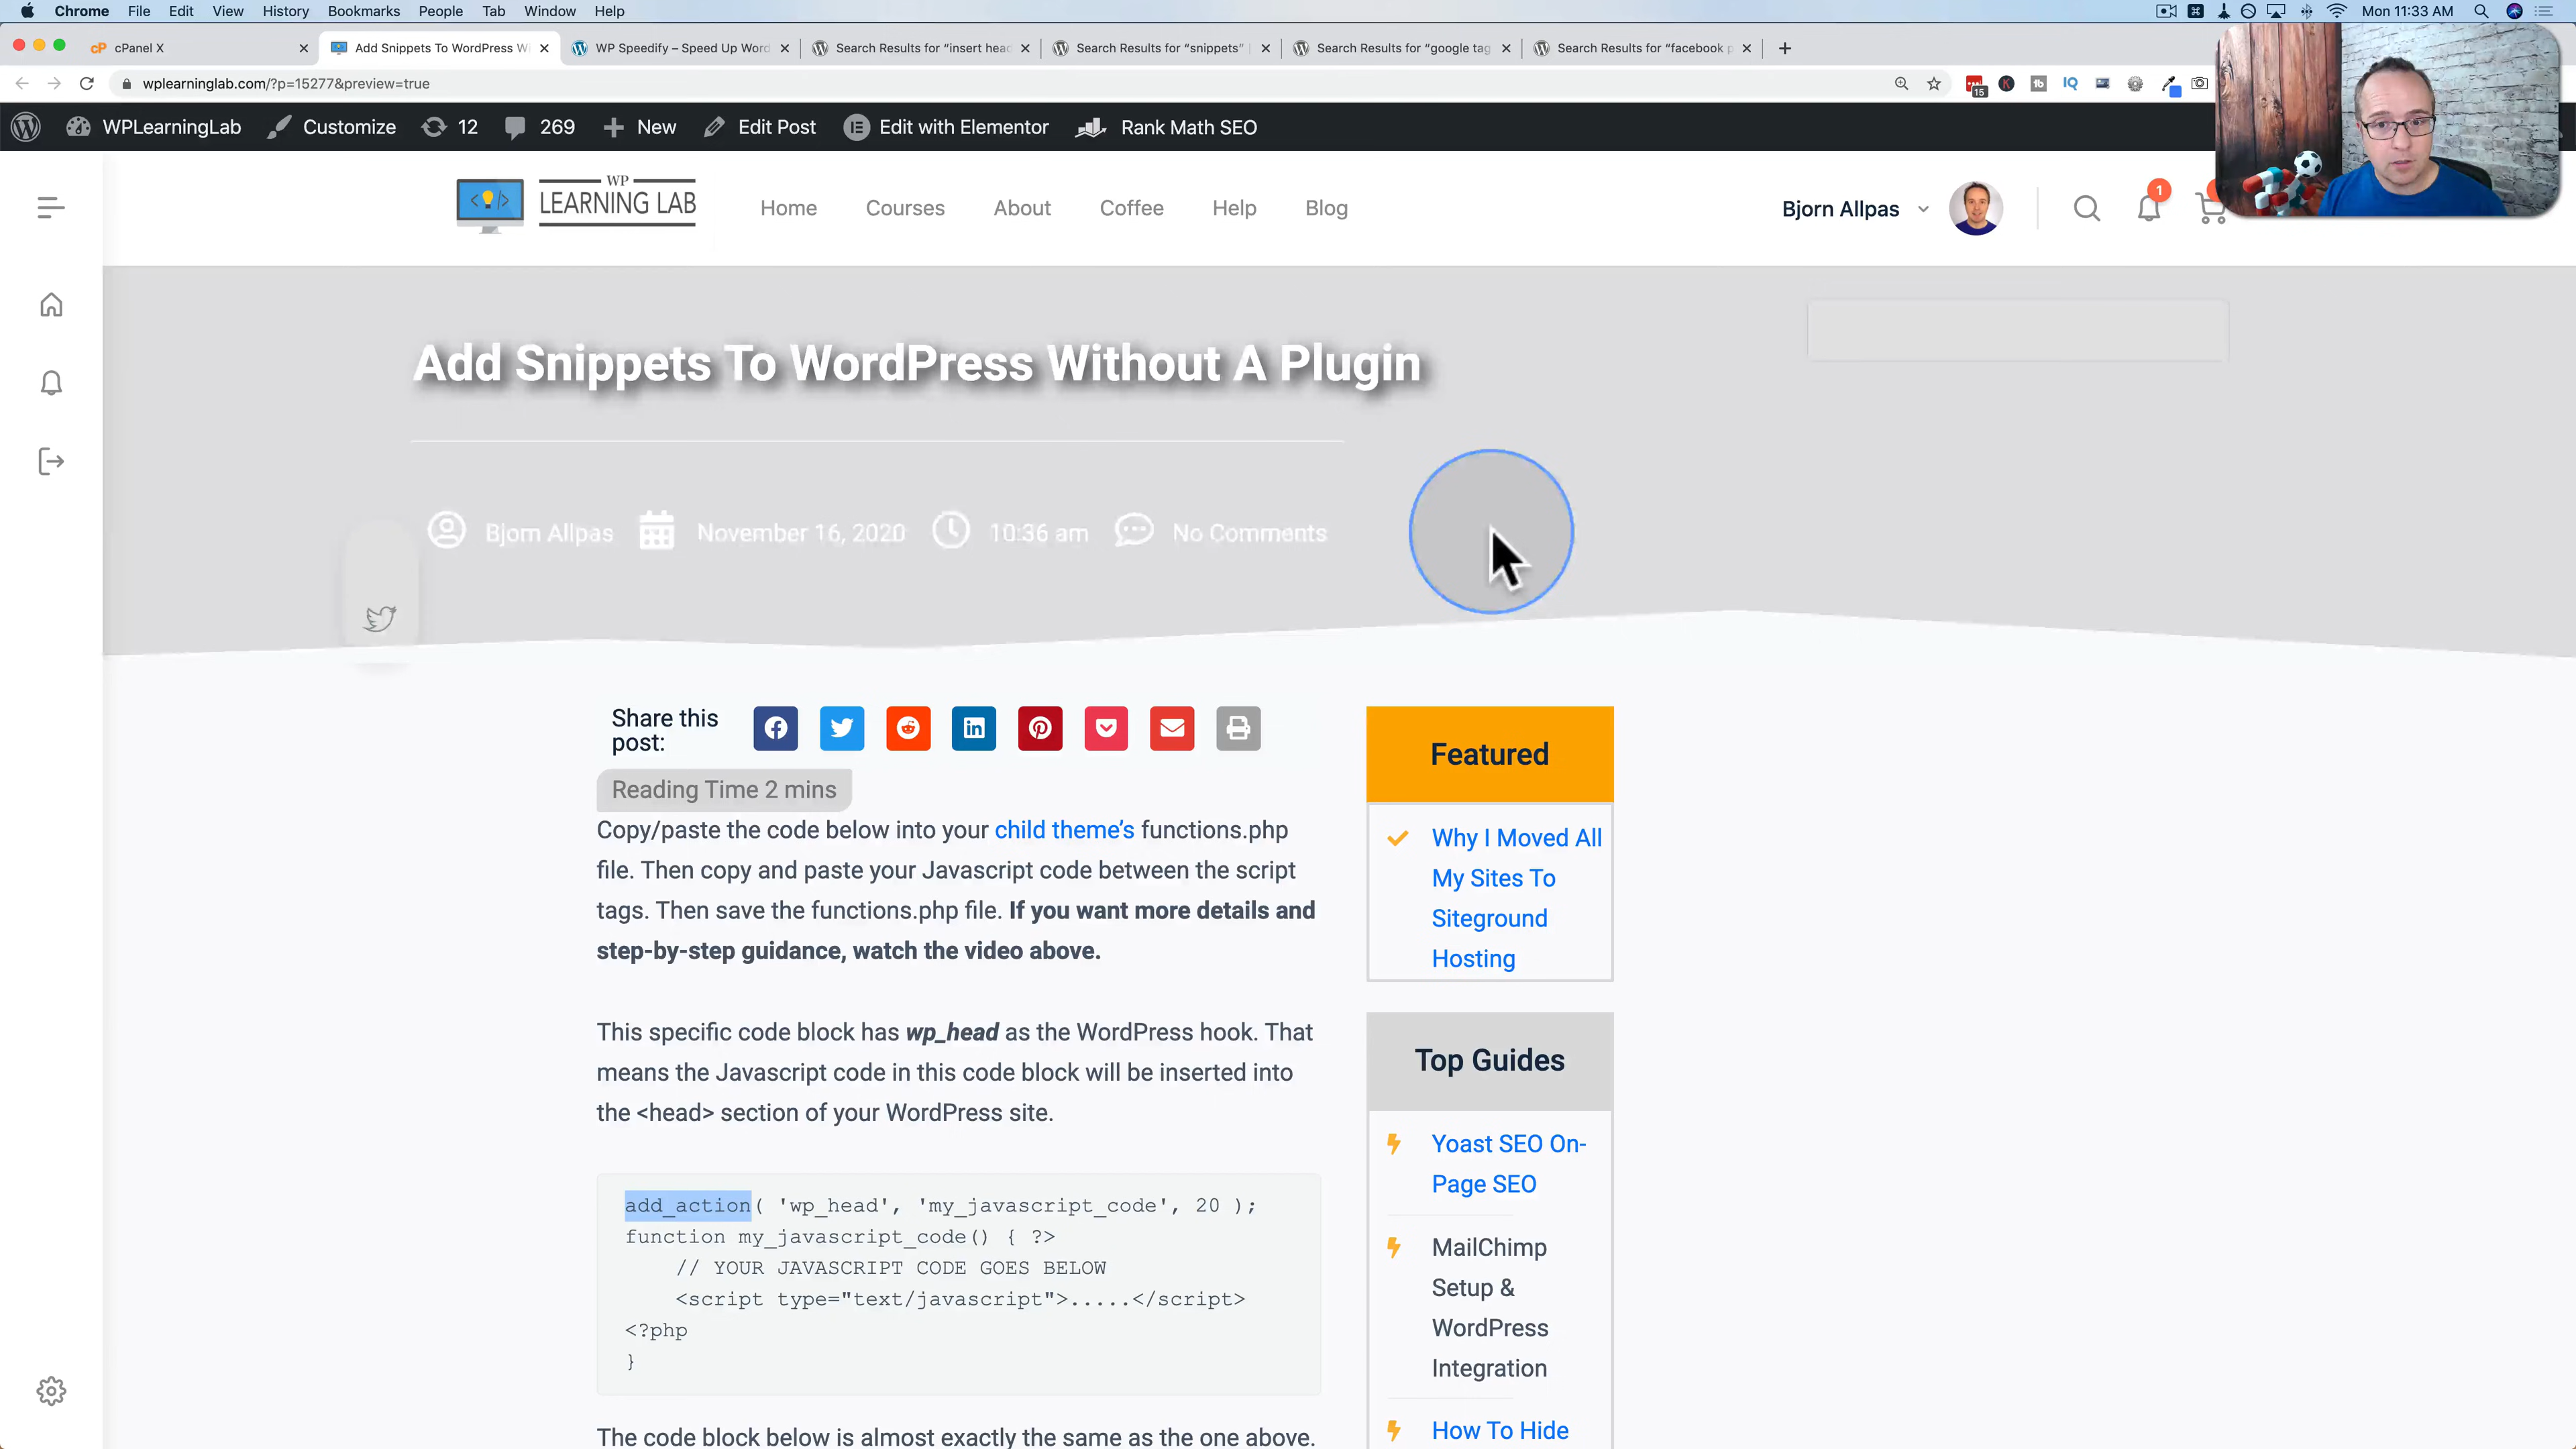 Chrome File Edit View History Bookmarks People Tab Window Help Mon 11:33 AM
cPanel X
Add Snippets To WordPress Wi
WP Speedify – Speed Up Word
Search Results for “insert head
Search Results for “snippets” |
Search Results for “google tag
Search Results for “facebook p
wplearninglab.com/?p=15277&preview=true
15
IQ
WPLearningLab Customize 12 269 New Edit Post Edit with Elementor Rank Math SEO
WP
LEARNING LAB
Home Courses About Coffee Help Blog
Bjorn Allpas
1
Add Snippets To WordPress Without A Plugin
Bjorn Allpas November 16, 2020 10:36 am No Comments
Share this
post:
Reading Time 2 mins
Copy/paste the code below into your child theme’s functions.php
file. Then copy and paste your Javascript code between the script
tags. Then save the functions.php file. If you want more details and
step-by-step guidance, watch the video above.
This specific code block has wp_head as the WordPress hook. That
means the Javascript code in this code block will be inserted into
the <head> section of your WordPress site.
add_action( 'wp_head', 'my_javascript_code', 20 );
function my_javascript_code() { ?>
// YOUR JAVASCRIPT CODE GOES BELOW
<script type="text/javascript">.....</script>
<?php
}
The code block below is almost exactly the same as the one above.
Featured
Why I Moved All
My Sites To
Siteground
Hosting
Top Guides
Yoast SEO On-
Page SEO
MailChimp
Setup &
WordPress
Integration
How To Hide